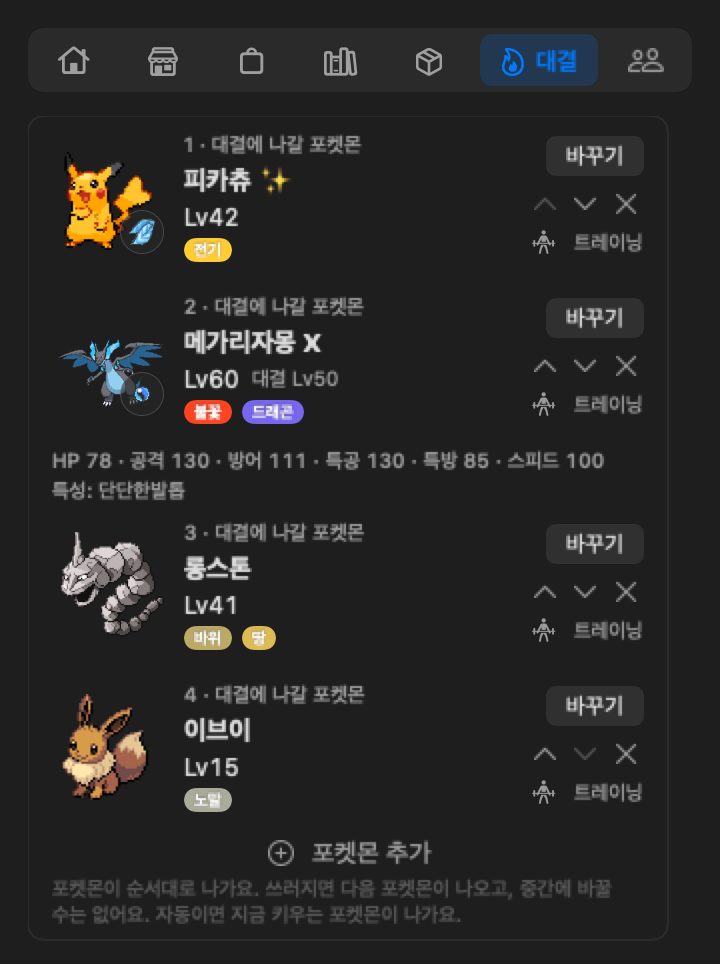 대결
1 · 대결에 나갈 포켓몬
바꾸기
피카츄 ✨
Lv42
트레이닝
전기
2 · 대결에 나갈 포켓몬
바꾸기
메가리자몽 X
Lv60 대결 Lv50
트레이닝
불꽃 드래곤
HP 78 · 공격 130 · 방어 111 · 특공 130 · 특방 85 · 스피드 100
특성: 단단한발톱
3 · 대결에 나갈 포켓몬
바꾸기
롱스톤
Lv41
트레이닝
바위 땅
4 · 대결에 나갈 포켓몬
바꾸기
이브이
Lv15
트레이닝
노말
포켓몬 추가
포켓몬이 순서대로 나가요. 쓰러지면 다음 포켓몬이 나오고, 중간에 바꿀
수는 없어요. 자동이면 지금 키우는 포켓몬이 나가요.